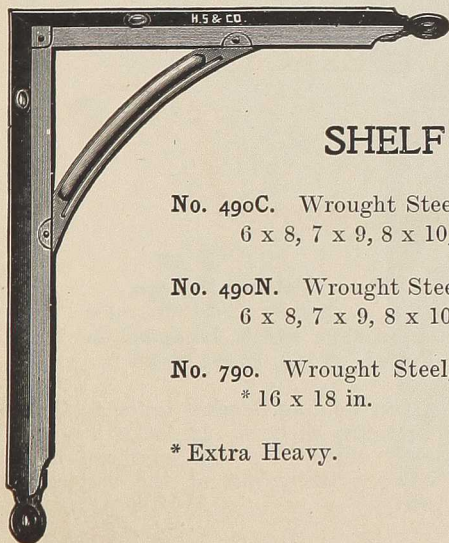 H.S & CO.
SHELF
No. 490C. Wrought Stee
6 x 8, 7 x 9, 8 x 10,
No. 490N. Wrought Stee
6 x 8, 7 x 9, 8 x 10
No. 790. Wrought Steel,
* 16 x 18 in.
* Extra Heavy.